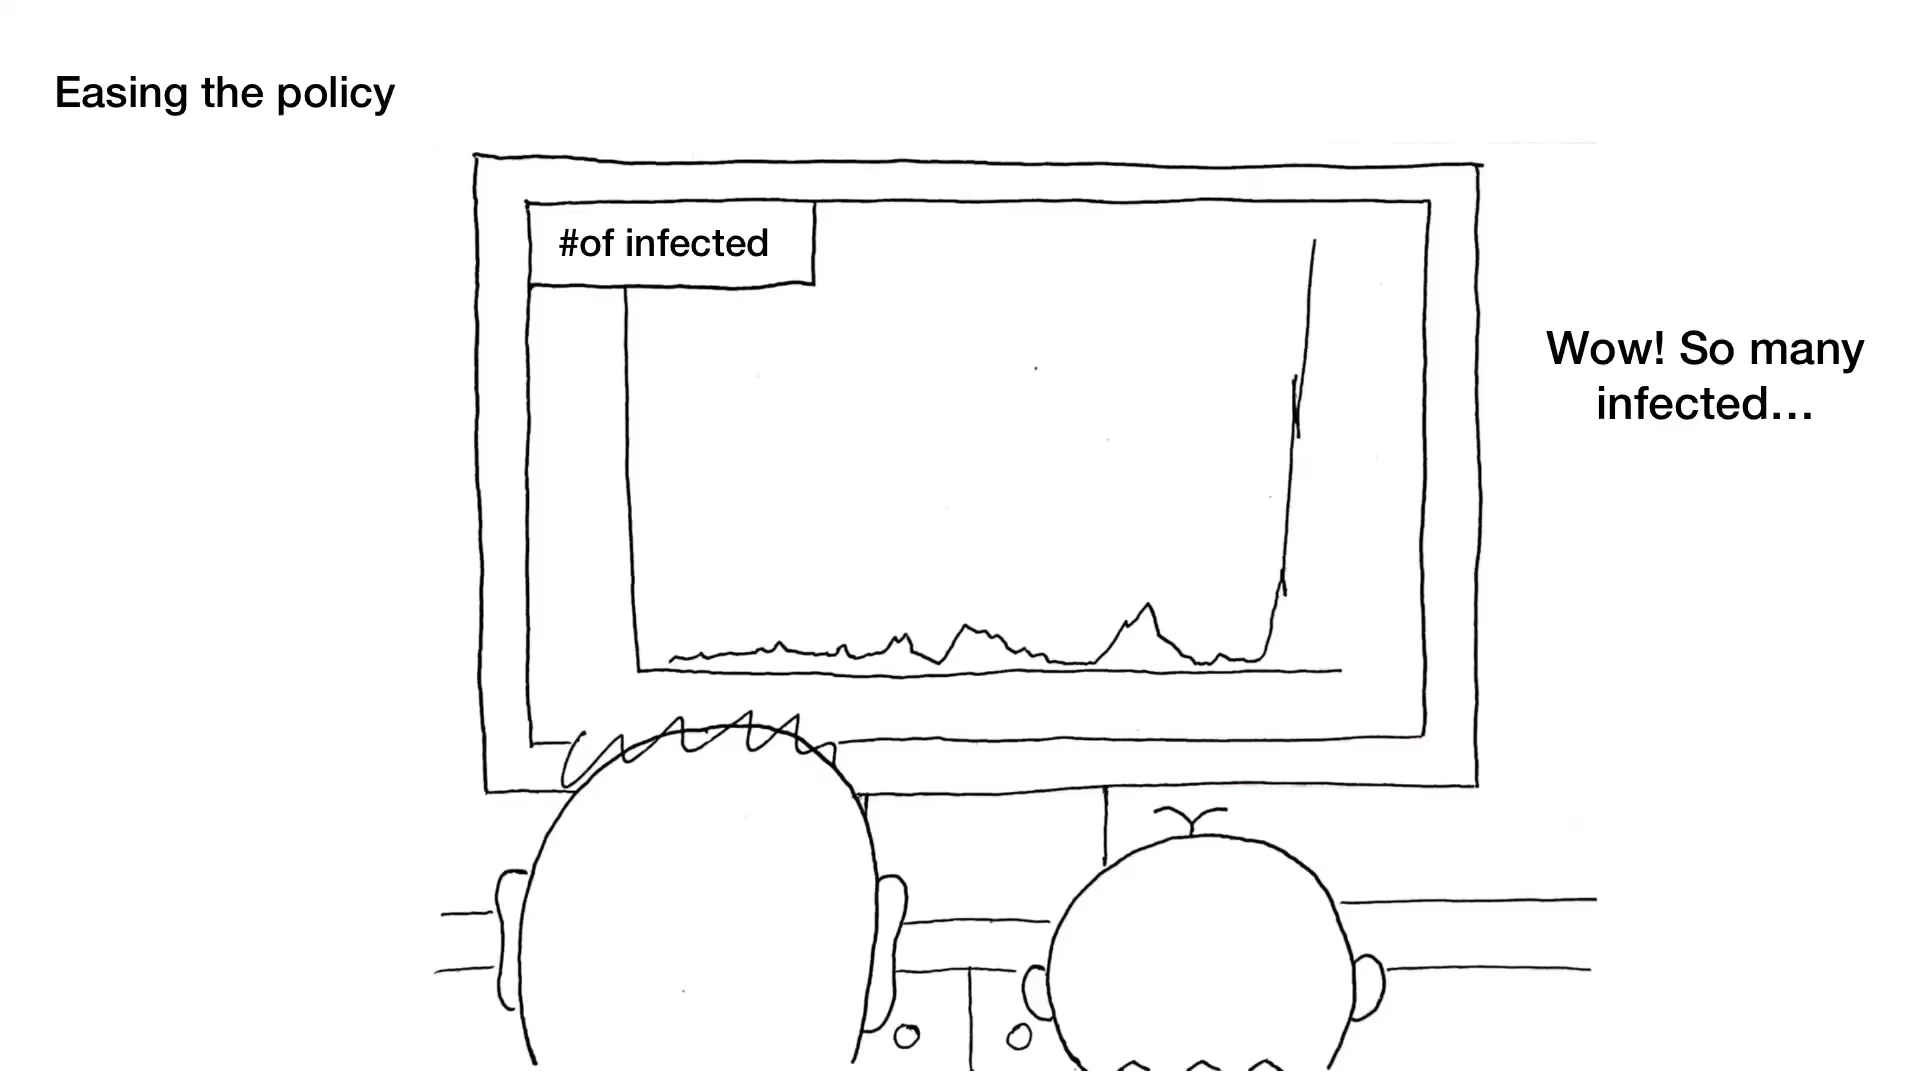 Easing the policy
#of infected
Wow! So many
infected...